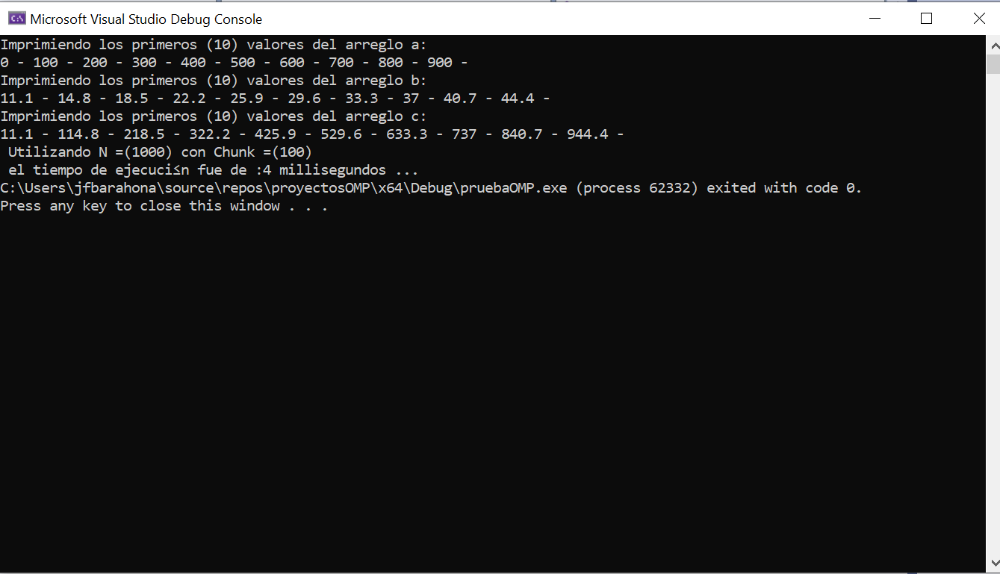 Microsoft Visual Studio Debug Console
Imprimiendo los primeros (10) valores del arreglo a:
0 - 100 - 200 - 300 - 400 - 500 - 600 - 700 - 800 - 900 -
Imprimiendo los primeros (10) valores del arreglo b:
11.1 - 14.8 - 18.5 - 22.2 - 25.9 - 29.6 - 33.3 - 37 - 40.7 - 44.4 -
Imprimiendo los primeros (10) valores del arreglo c:
11.1 - 114.8 - 218.5 - 322.2 - 425.9 - 529.6 - 633.3 - 737 - 840.7 - 944.4 -
 Utilizando N =(1000) con Chunk =(100)
 el tiempo de ejecuci≤n fue de :4 millisegundos ...
C:\Users\jfbarahona\source\repos\proyectosOMP\x64\Debug\pruebaOMP.exe (process 62332) exited with code 0.
Press any key to close this window . . .